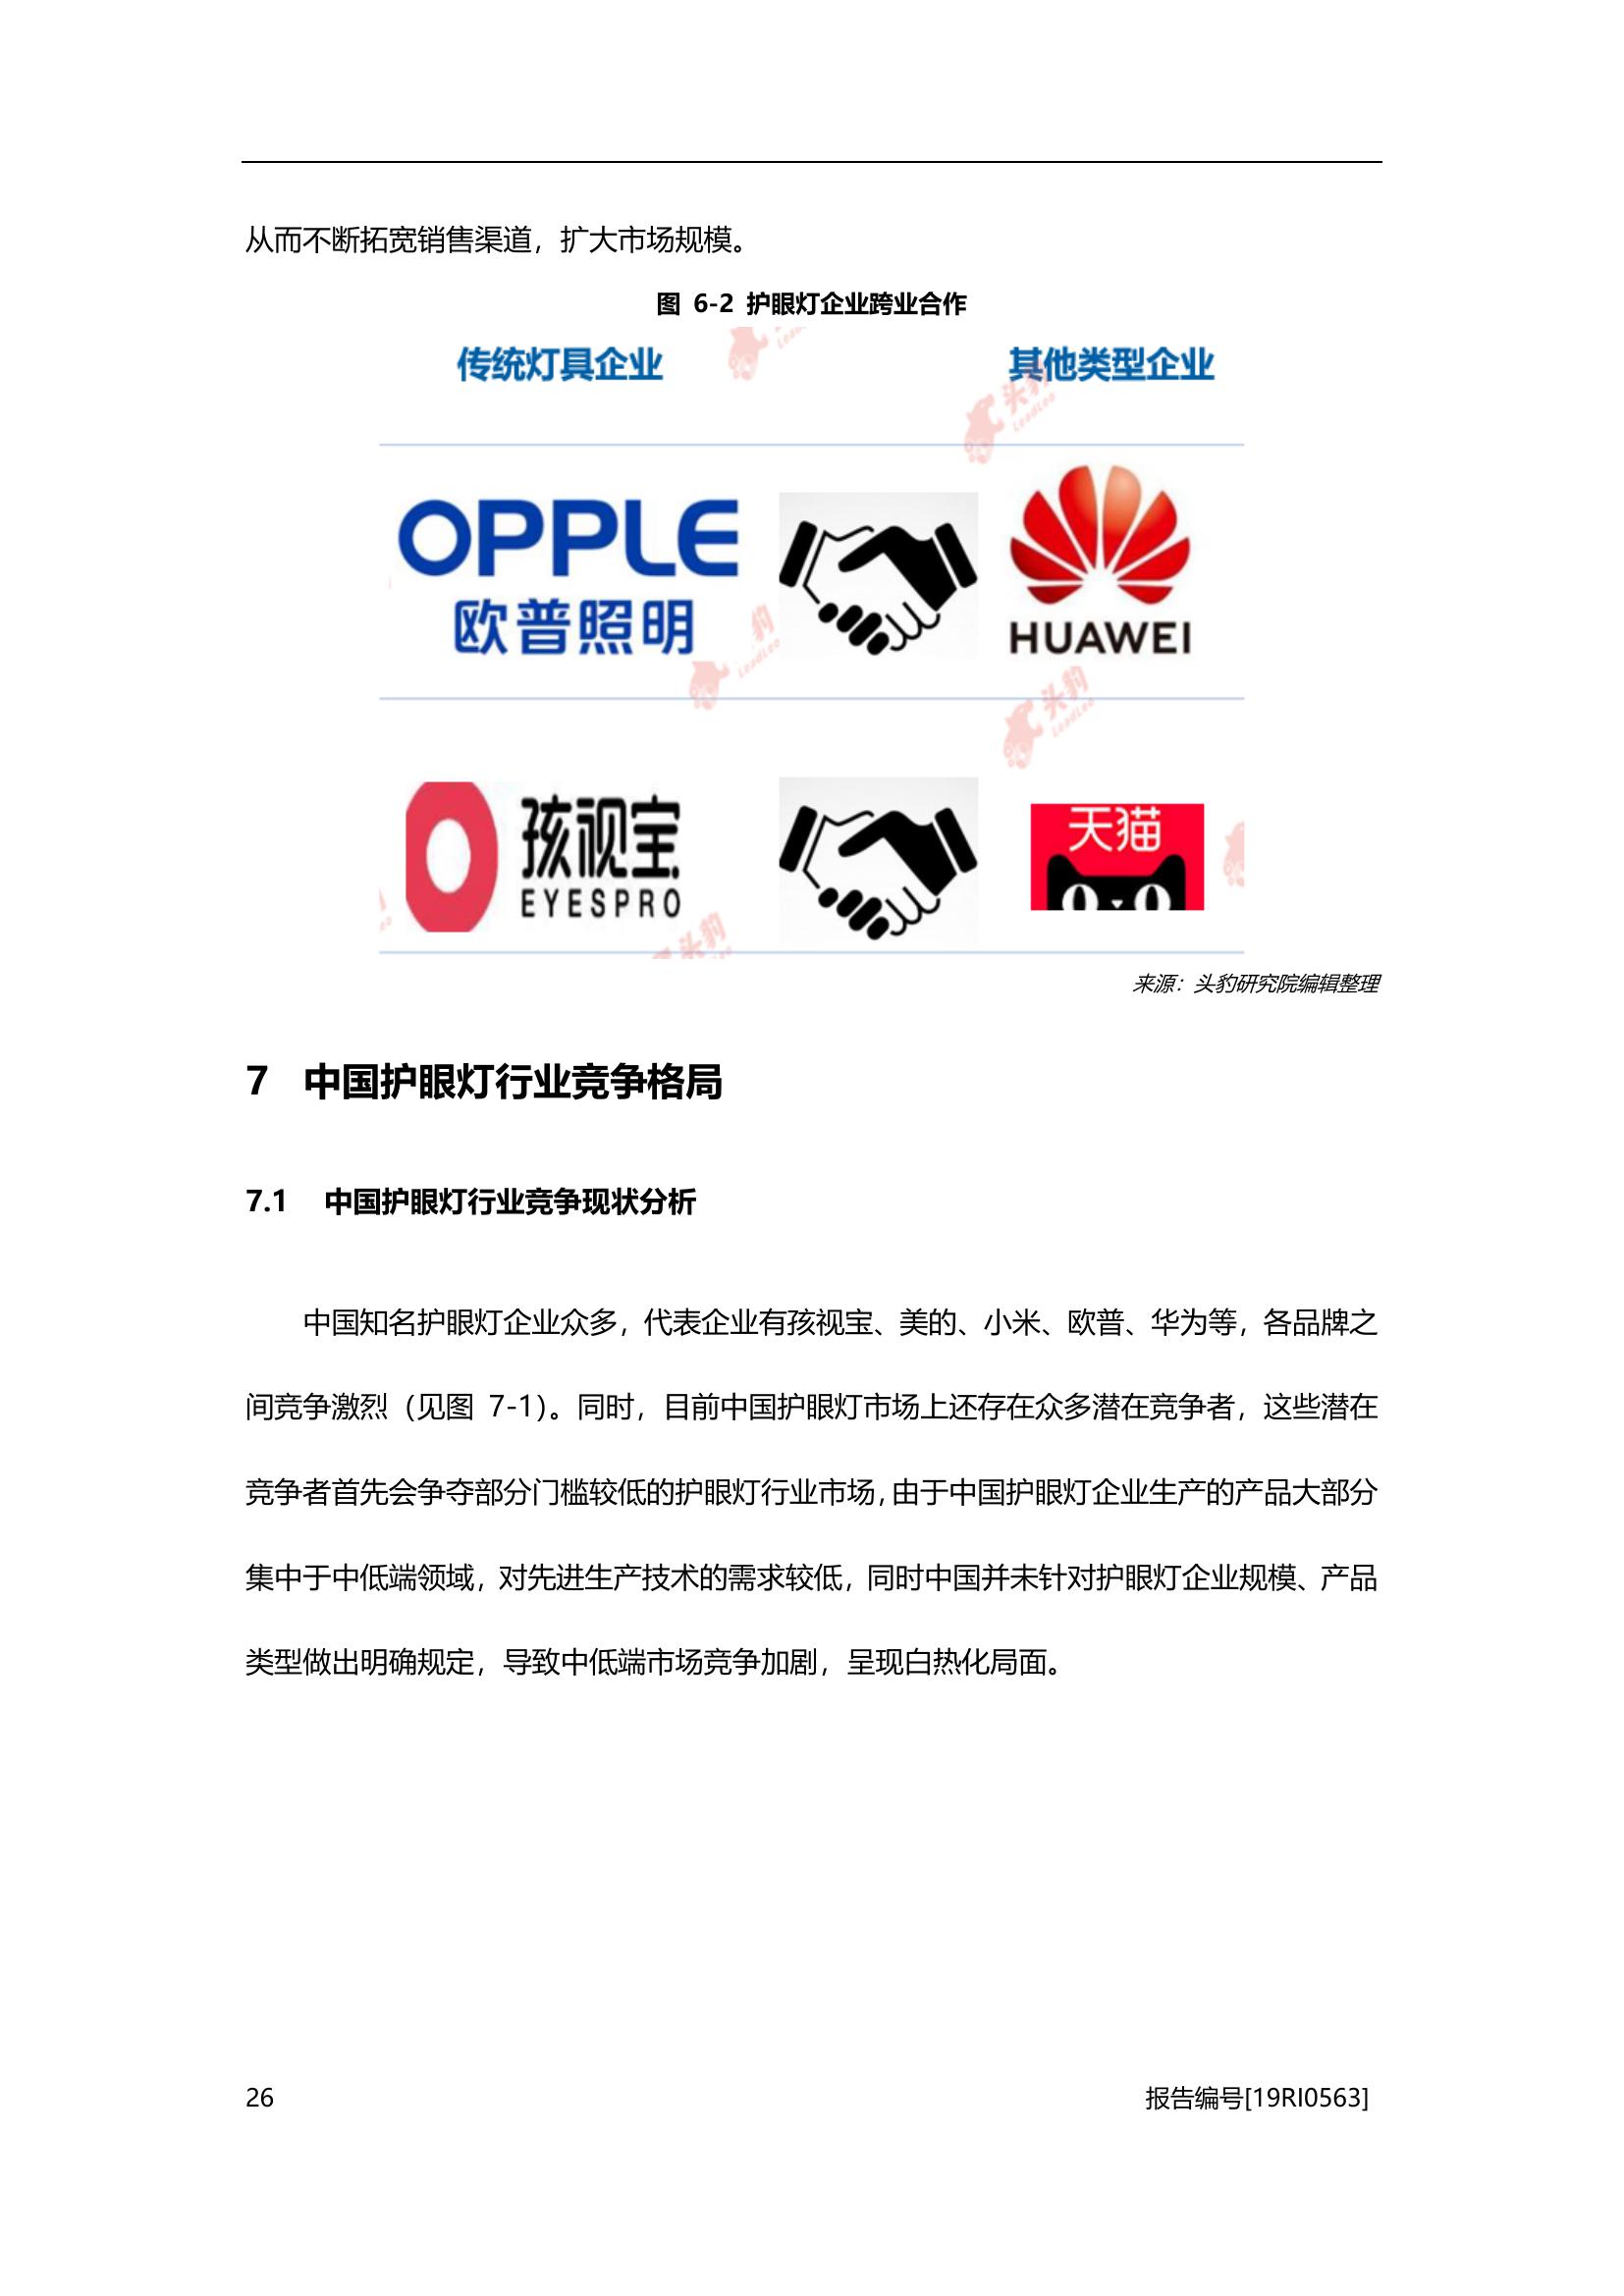 从而不断拓宽销售渠道，扩大市场规模。
图 6-2 护眼灯企业跨业合作
传统灯具企业
其他类型企业
OPPLE
欧普照明
HUAWEI
孩视宝
EYESPRO
天猫
头豹
LeadLeo
来源：头豹研究院编辑整理
7 中国护眼灯行业竞争格局
7.1 中国护眼灯行业竞争现状分析
中国知名护眼灯企业众多，代表企业有孩视宝、美的、小米、欧普、华为等，各品牌之
间竞争激烈（见图 7-1）。同时，目前中国护眼灯市场上还存在众多潜在竞争者，这些潜在
竞争者首先会争夺部分门槛较低的护眼灯行业市场，由于中国护眼灯企业生产的产品大部分
集中于中低端领域，对先进生产技术的需求较低，同时中国并未针对护眼灯企业规模、产品
类型做出明确规定，导致中低端市场竞争加剧，呈现白热化局面。
26
报告编号[19RI0563]